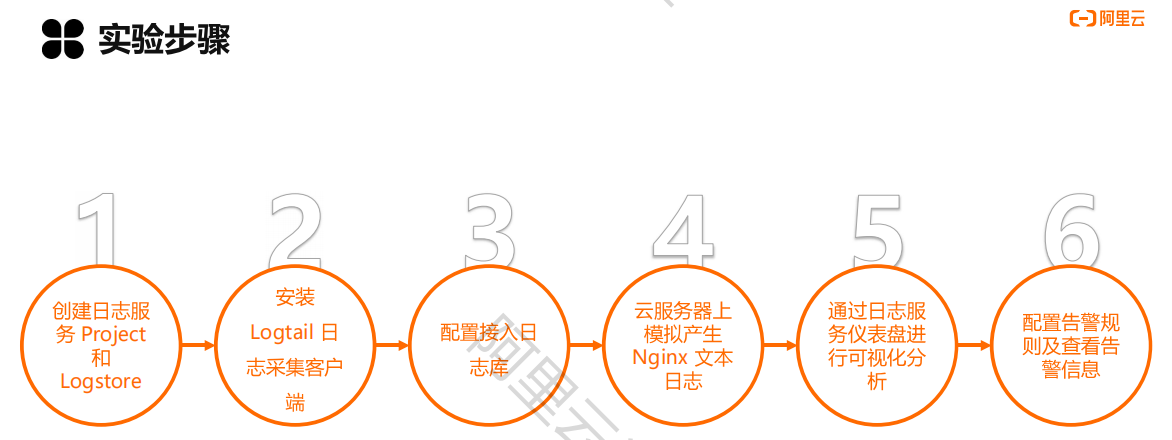 实验步骤
阿里云
1
2
3
4
5
6
创建日志服
务 Project
和
Logstore
安装
Logtail 日
志采集客户
端
配置接入日
志库
云服务器上
模拟产生
Nginx 文本
日志
通过日志服
务仪表盘进
行可视化分
析
配置告警规
则及查看告
警信息
阿里云